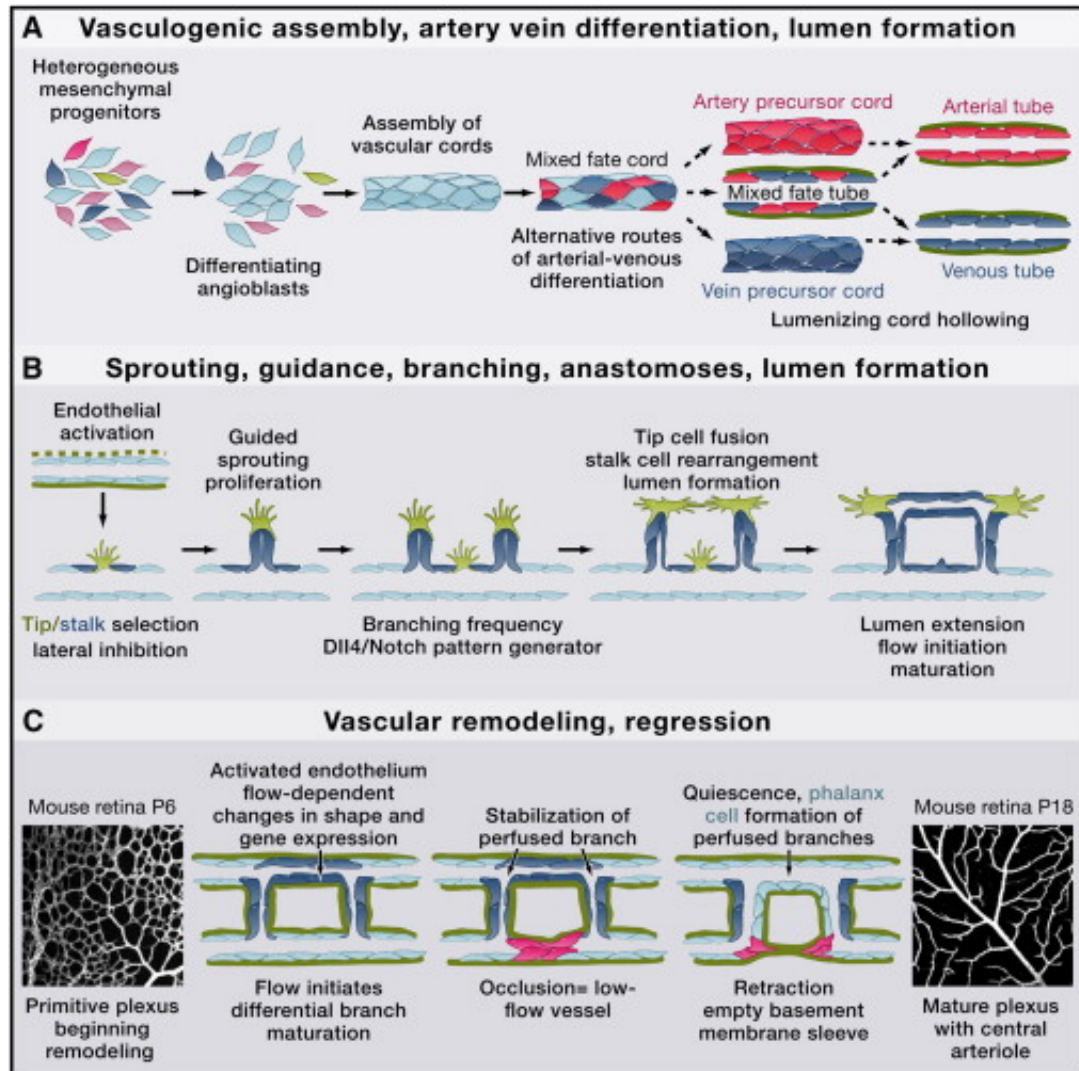 A Vasculogenic assembly, artery vein differentiation, lumen formation
Heterogeneous
mesenchymal
progenitors
Differentiating
angioblasts
Assembly of
vascular cords
Mixed fate cord
Alternative routes
of arterial-venous
differentiation
Artery precursor cord
Mixed fate tube
Vein precursor cord
Arterial tube
Venous tube
Lumenizing cord hollowing
B Sprouting, guidance, branching, anastomoses, lumen formation
Endothelial
activation
Tip/stalk selection
lateral inhibition
Guided
sprouting
proliferation
Branching frequency
Dll4/Notch pattern generator
Tip cell fusion
stalk cell rearrangement
lumen formation
Lumen extension
flow initiation
maturation
C Vascular remodeling, regression
Mouse retina P6
Primitive plexus
beginning
remodeling
Activated endothelium
flow-dependent
changes in shape and
gene expression
Flow initiates
differential branch
maturation
Stabilization of
perfused branch
Occlusion= low-
flow vessel
Quiescence, phalanx
cell formation of
perfused branches
Retraction
empty basement
membrane sleeve
Mouse retina P18
Mature plexus
with central
arteriole